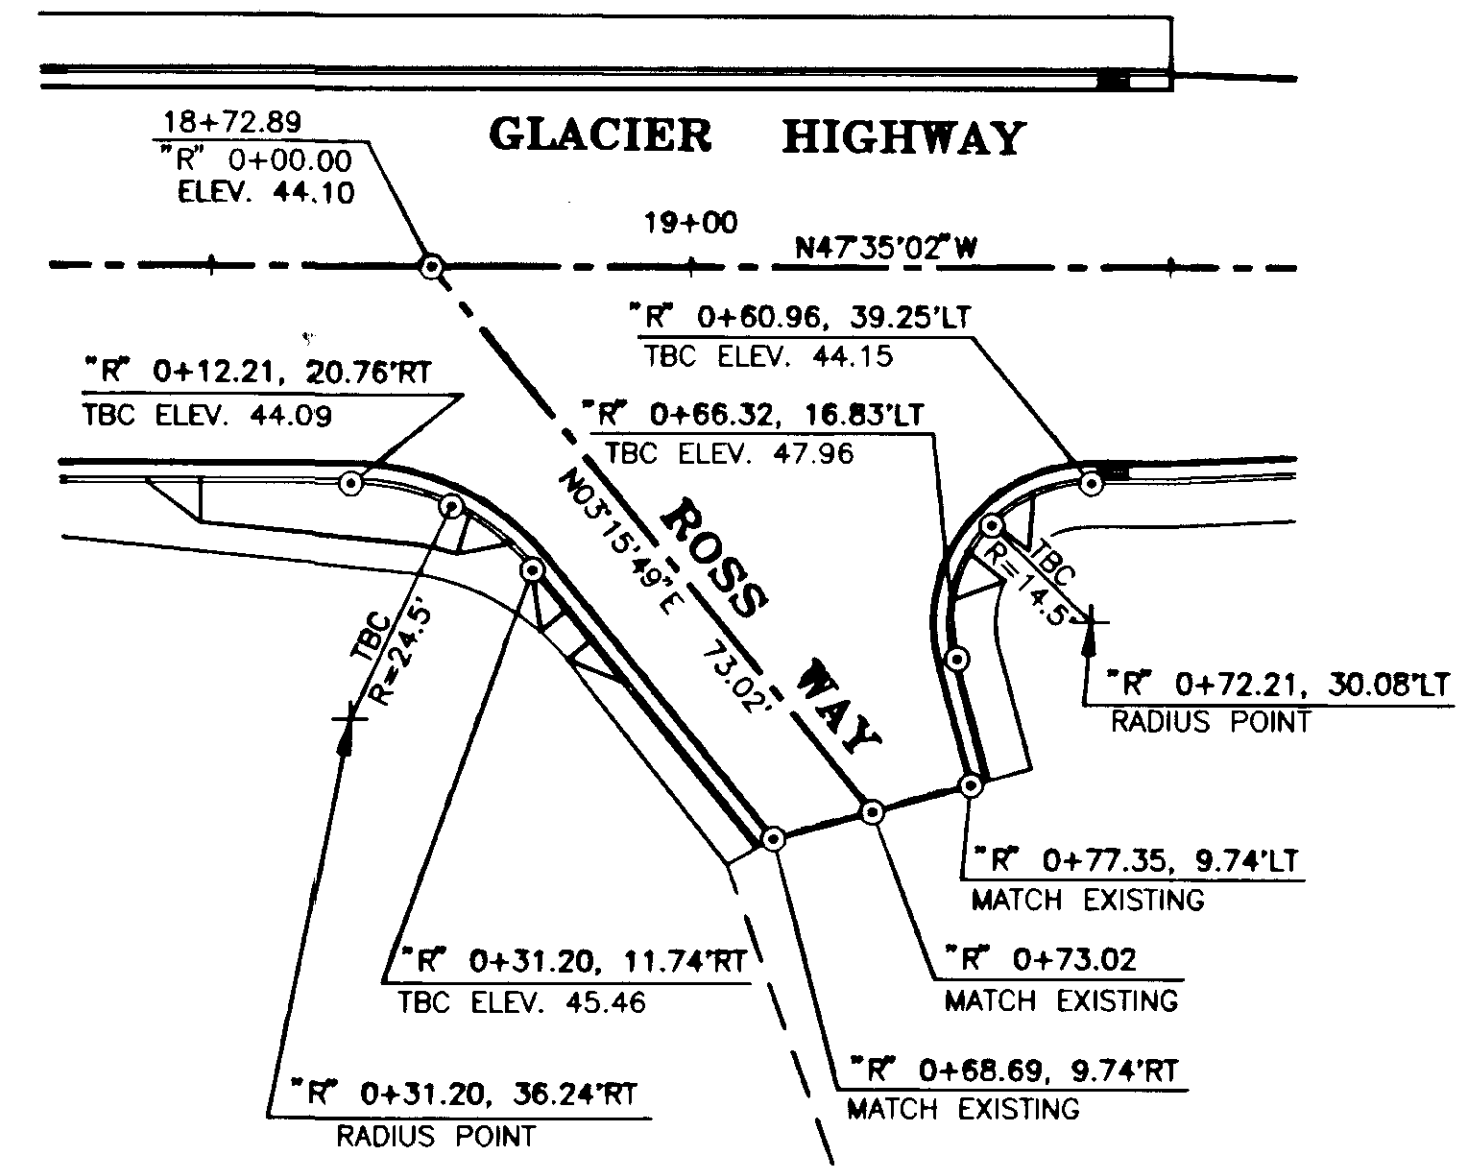 18+72.89
"R" 0+00.00
ELEV. 44.10
GLACIER HIGHWAY
19+00
N47°35'02"W
"R" 0+60.96, 39.25'LT
TBC ELEV. 44.15
"R" 0+12.21, 20.76'RT
TBC ELEV. 44.09
"R" 0+66.32, 16.83'LT
TBC ELEV. 47.96
N03°15'49"E 73.02'
ROSS WAY
TBC
R=24.5'
TBC
R=14.5'
"R" 0+72.21, 30.08'LT
RADIUS POINT
"R" 0+77.35, 9.74'LT
MATCH EXISTING
"R" 0+31.20, 11.74'RT
TBC ELEV. 45.46
"R" 0+73.02
MATCH EXISTING
"R" 0+68.69, 9.74'RT
MATCH EXISTING
"R" 0+31.20, 36.24'RT
RADIUS POINT